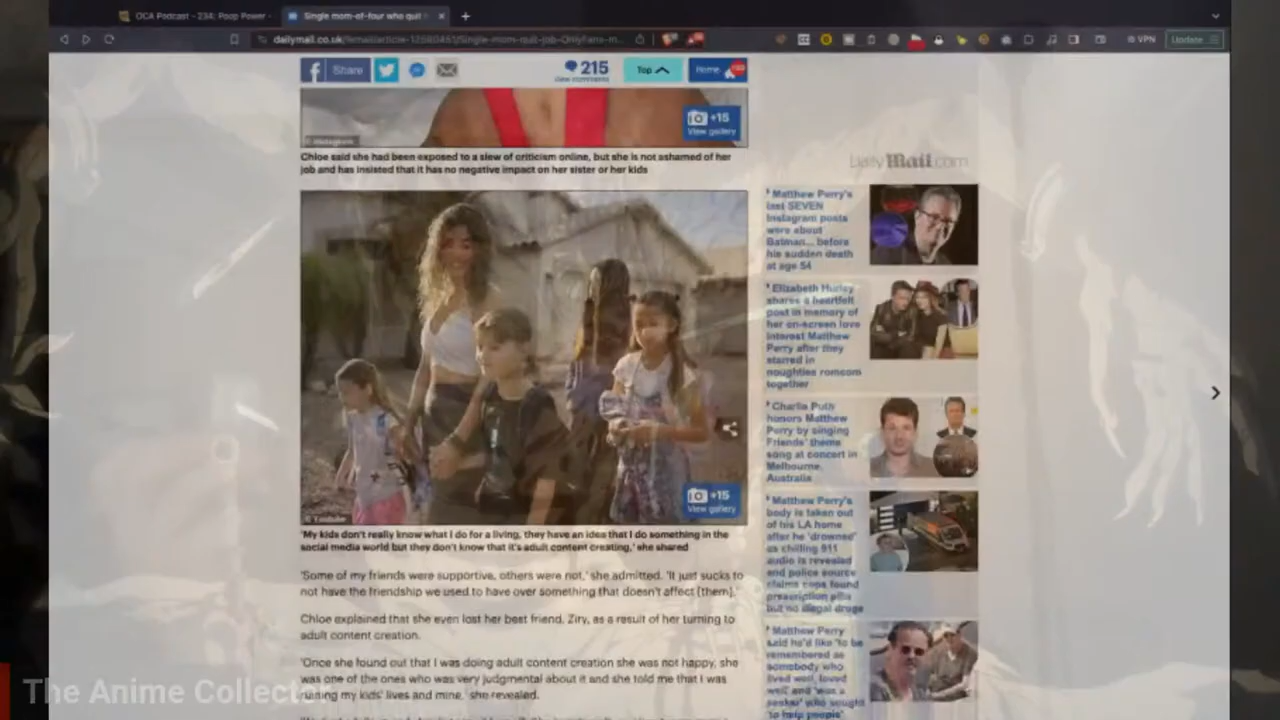 OCA Podcast - 234: Poop Power -
Single mom-of-four who quit
Update
Share
215
view comments
Top
Home
+15
View gallery
Chloe said she had been exposed to a slew of criticism online, but she is not ashamed of her
job and has insisted that it has no negative impact on her sister or her kids
+15
View gallery
'My kids don't really know what I do for a living, they have an idea that I do something in the
social media world but they don't know that it's adult content creating,' she shared
'Some of my friends were supportive, others were not,' she admitted. 'It just sucks to
not have the friendship we used to have over something that doesn't affect [them].'
Chloe explained that she even lost her best friend, Ziry, as a result of her turning to
adult content creation.
'Once she found out that I was doing adult content creation she was not happy, she
was one of the ones who was very judgmental about it and she told me that I was
ruining my kids' lives and mine,' she revealed.
DailyMail.com
Matthew Perry's
last SEVEN
Instagram posts
were about
Batman... before
his sudden death
at age 54
Elizabeth Hurley
shares a heartfelt
post in memory of
her on-screen love
interest Matthew
Perry after they
starred in
noughties romcom
together
Charlie Puth
honors Matthew
Perry by singing
Friends' theme
song at concert in
Melbourne,
Australia
Matthew Perry's
body is taken out
of his LA home
after he 'drowned'
as chilling 911
audio is revealed
and police source
claims cops found
prescription pills
but no illegal drugs
Matthew Perry
said he'd like 'to be
remembered as
somebody who
lived well, loved
well, and 'was a
seeker' who sought
'to help people'
VPN
The Anime Collect